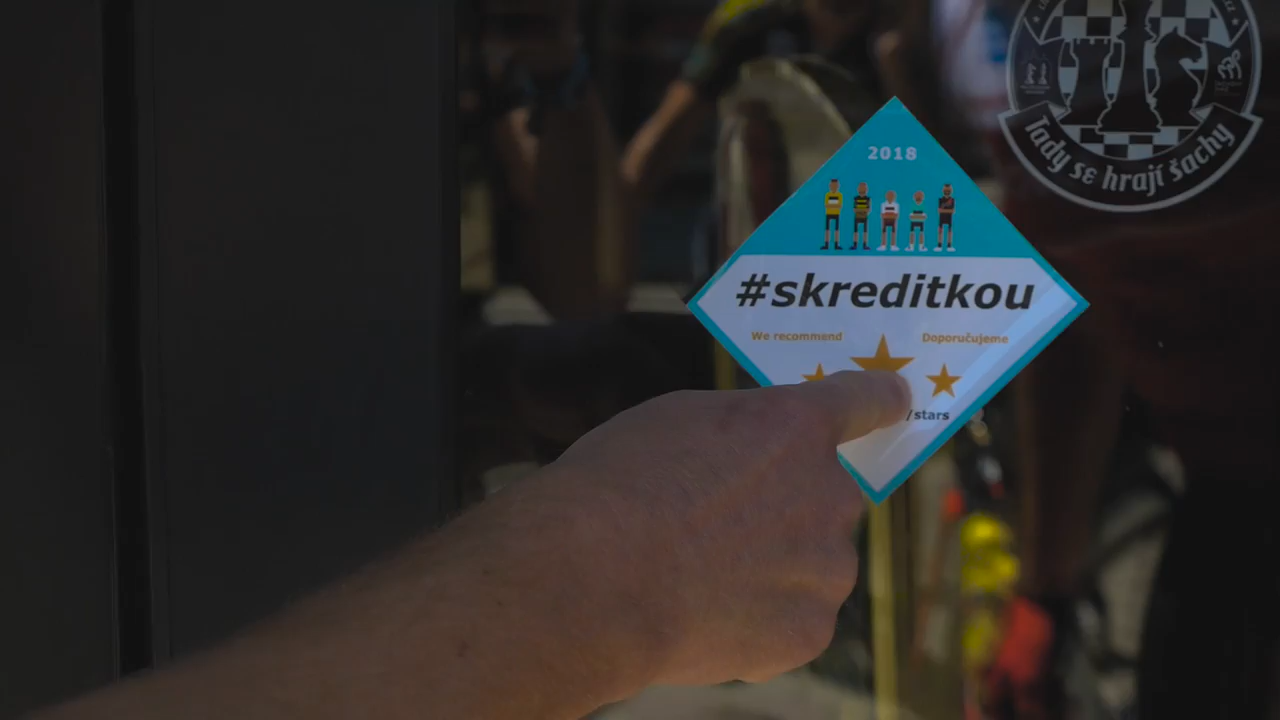 2018
#skreditkou
We recommend
Doporučujeme
/stars
Tady se hrají šachy